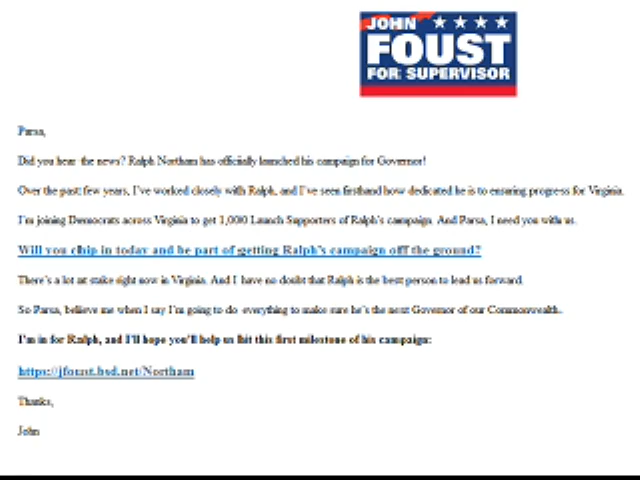 JOHN
FOUST
FOR SUPERVISOR
Parsa,
Did you hear the news? Ralph Northam has officially launched his campaign for Governor!
Over the past few years, I've worked closely with Ralph, and I've seen firsthand how dedicated he is to ensuring progress for Virginia.
I'm joining Democrats across Virginia to get 1,000 Launch Supporters of Ralph's campaign. And Parsa, I need you with us.
Will you chip in today and be part of getting Ralph's campaign off the ground?
There's a lot at stake right now in Virginia. And I have no doubt that Ralph is the best person to lead us forward.
So Parsa, believe me when I say I'm going to do everything to make sure he's the next Governor of our Commonwealth.
I'm in for Ralph, and I'll hope you'll help us hit this first milestone of his campaign:
https://jfoust.bsd.net/Northam
Thanks,
John